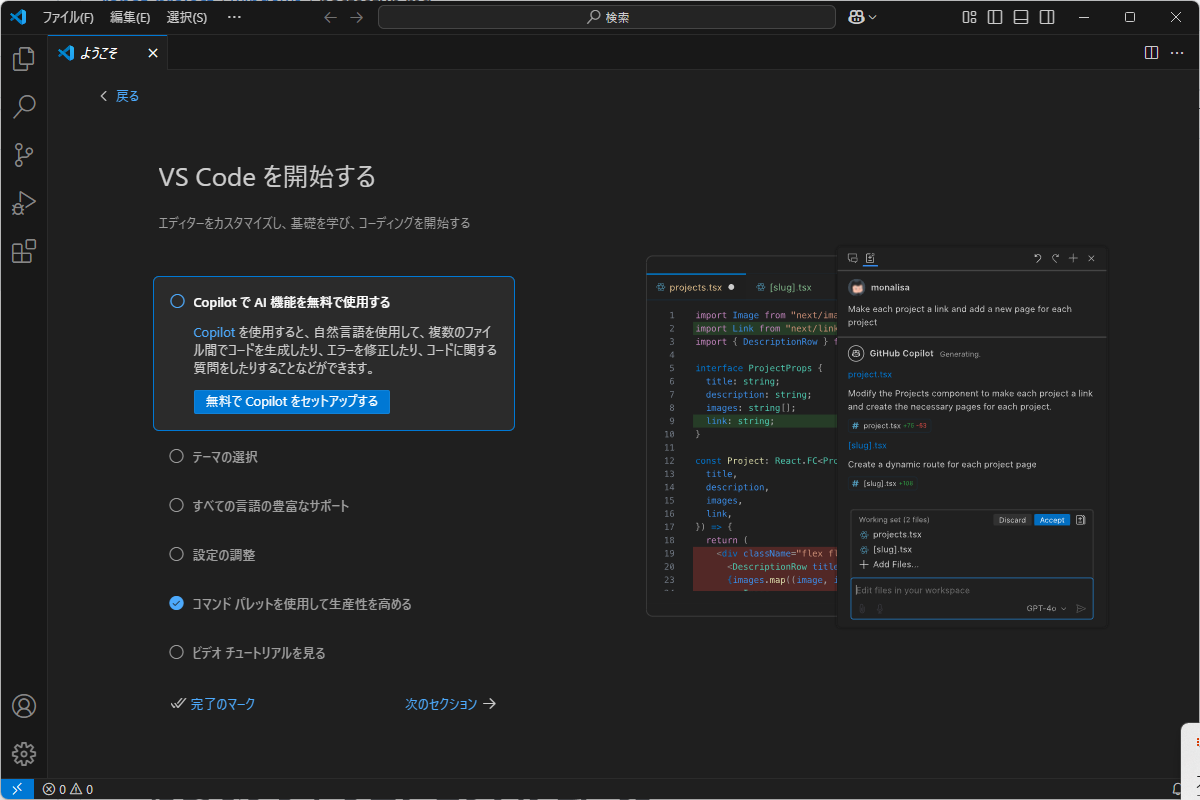 ファイル(F) 編集(E) 選択(S) … 検索
ようこそ
戻る
VS Code を開始する
エディターをカスタマイズし、基礎を学び、コーディングを開始する
Copilot で AI 機能を無料で使用する
Copilot を使用すると、自然言語を使用して、複数のファイ
ル間でコードを生成したり、エラーを修正したり、コードに関する
質問をしたりすることなどができます。
無料で Copilot をセットアップする
テーマの選択
すべての言語の豊富なサポート
設定の調整
コマンド パレットを使用して生産性を高める
ビデオ チュートリアルを見る
完了のマーク
次のセクション
projects.tsx
[slug].tsx
1 import Image from "next/ima
2 import Link from "next/link
3 import { DescriptionRow }
4
5 interface ProjectProps {
6 title: string;
7 description: string;
8 images: string[];
9 link: string;
10 }
11
12 const Project: React.FC<Pro
13 title,
14 description,
15 images,
16 link,
17 }) => {
18 return (
19 <div className="flex fl
20 <DescriptionRow title
23 {images.map((image, i
monalisa
Make each project a link and add a new page for each
project
GitHub Copilot Generating.
project.tsx
Modify the Projects component to make each project a link
and create the necessary pages for each project.
# project.tsx +75 -83
[slug].tsx
Create a dynamic route for each project page
# [slug].tsx +108
Working set (2 files) Discard Accept
projects.tsx
[slug].tsx
Add Files...
Edit files in your workspace
GPT-4o
0 0